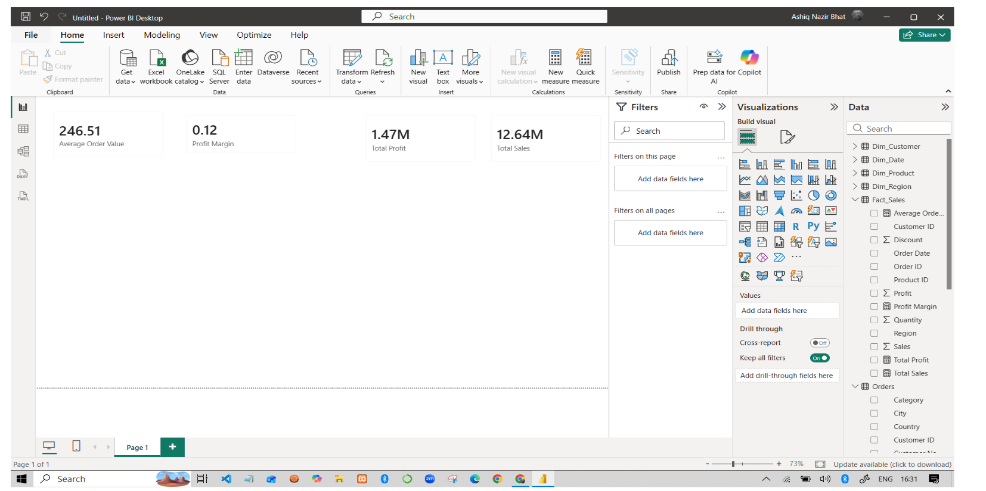 Untitled - Power BI Desktop
Search
Ashiq Nazir Bhat
File
Home
Insert
Modeling
View
Optimize
Help
Share
Paste
Cut
Copy
Format painter
Clipboard
Get data
Excel workbook
OneLake catalog
SQL Server
Enter data
Dataverse
Recent sources
Data
Transform data
Refresh
Queries
New visual
Text box
More visuals
Insert
New visual calculation
New measure
Quick measure
Calculations
Sensitivity
Sensitivity
Publish
Share
Prep data for AI
Copilot
Copilot
246.51
Average Order Value
0.12
Profit Margin
1.47M
Total Profit
12.64M
Total Sales
Filters
Search
Filters on this page
...
Add data fields here
Filters on all pages
...
Add data fields here
Visualizations
Build visual
R
Py
...
Values
Add data fields here
Drill through
Cross-report
Off
Keep all filters
On
Add drill-through fields here
Data
Search
Dim_Customer
Dim_Date
Dim_Product
Dim_Region
Fact_Sales
Average Orde...
Customer ID
Discount
Order Date
Order ID
Product ID
Profit
Profit Margin
Quantity
Region
Sales
Total Profit
Total Sales
Orders
Category
City
Country
Customer ID
Page 1
Page 1 of 1
73%
Update available (click to download)
Search
ENG
16:31